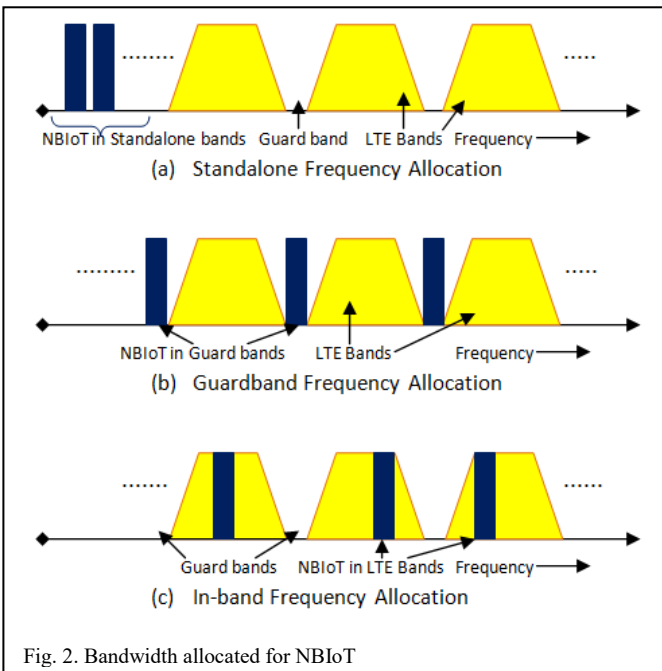 ........ .....
NBIoT in Standalone bands Guard band LTE Bands Frequency
(a) Standalone Frequency Allocation
......... .....
NBIoT in Guard bands LTE Bands Frequency
(b) Guardband Frequency Allocation
....... ......
Guard bands NBIoT in LTE Bands Frequency
(c) In-band Frequency Allocation
Fig. 2. Bandwidth allocated for NBIoT